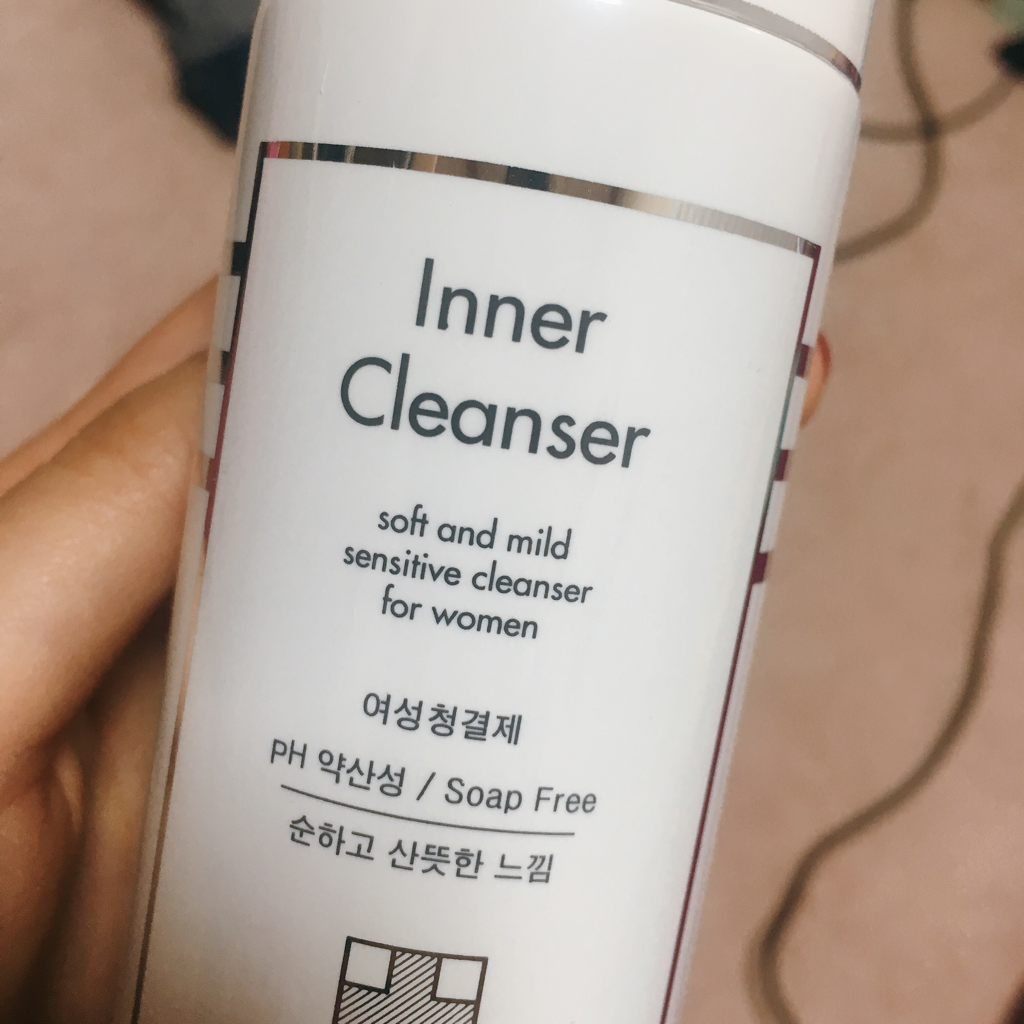 Inner
Cleanser
soft and mild
sensitive cleanser
for women
여성청결제
PH 약산성 / Soap Free
순하고 산뜻한 느낌